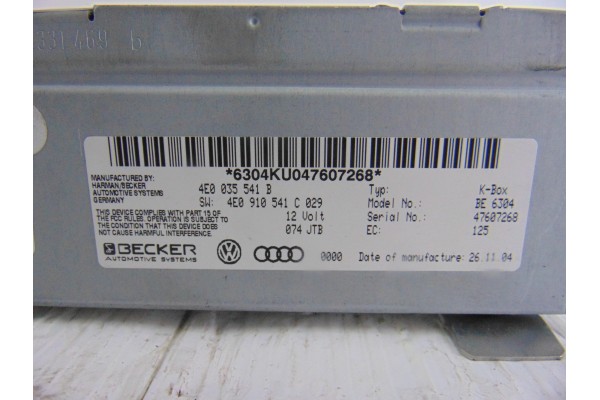 *6304KU047607268*
MANUFACTURED BY:
HARMAN/BECKER
AUTOMOTIVE SYSTEMS
GERMANY
4E0 035 541 B
SW: 4E0 910 541 C 029
12 Volt
074 JTB
Typ: K-Box
Model No.: BE 6304
Serial No.: 47607268
EC: 125
THIS DEVICE COMPLIES WITH PART 15 OF
THE FCC RULES. OPERATION IS SUBJECT TO
THE CONDITION THAT THIS DEVICE DOES
NOT CAUSE HARMFUL INTERFERENCE.
BECKER
AUTOMOTIVE SYSTEMS
0000 Date of manufacture: 26.11.04